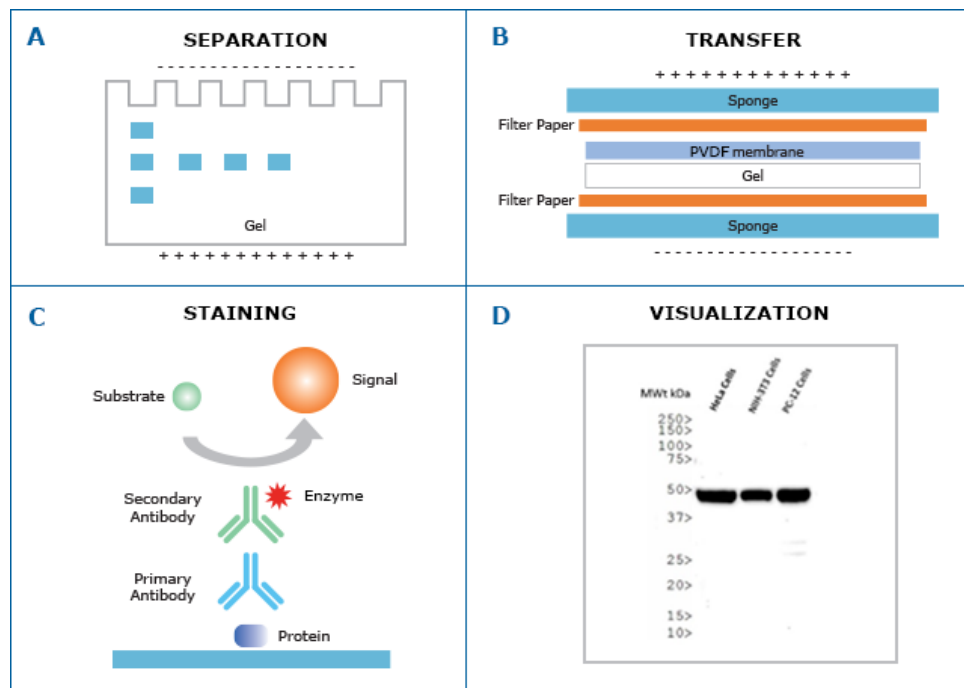 A
SEPARATION
- - - - - - - - - - - - - - - - - - -
Gel
+ + + + + + + + + + + + +
B
TRANSFER
+ + + + + + + + + + + + +
Sponge
Filter Paper
PVDF membrane
Gel
Filter Paper
Sponge
- - - - - - - - - - - - - - - - - - -
C
STAINING
Substrate
Signal
Enzyme
Secondary
Antibody
Primary
Antibody
Protein
D
VISUALIZATION
MWt kDa
HeLa Cells
NIH-3T3 Cells
PC-12 Cells
250>
150>
100>
75>
50>
37>
25>
20>
15>
10>